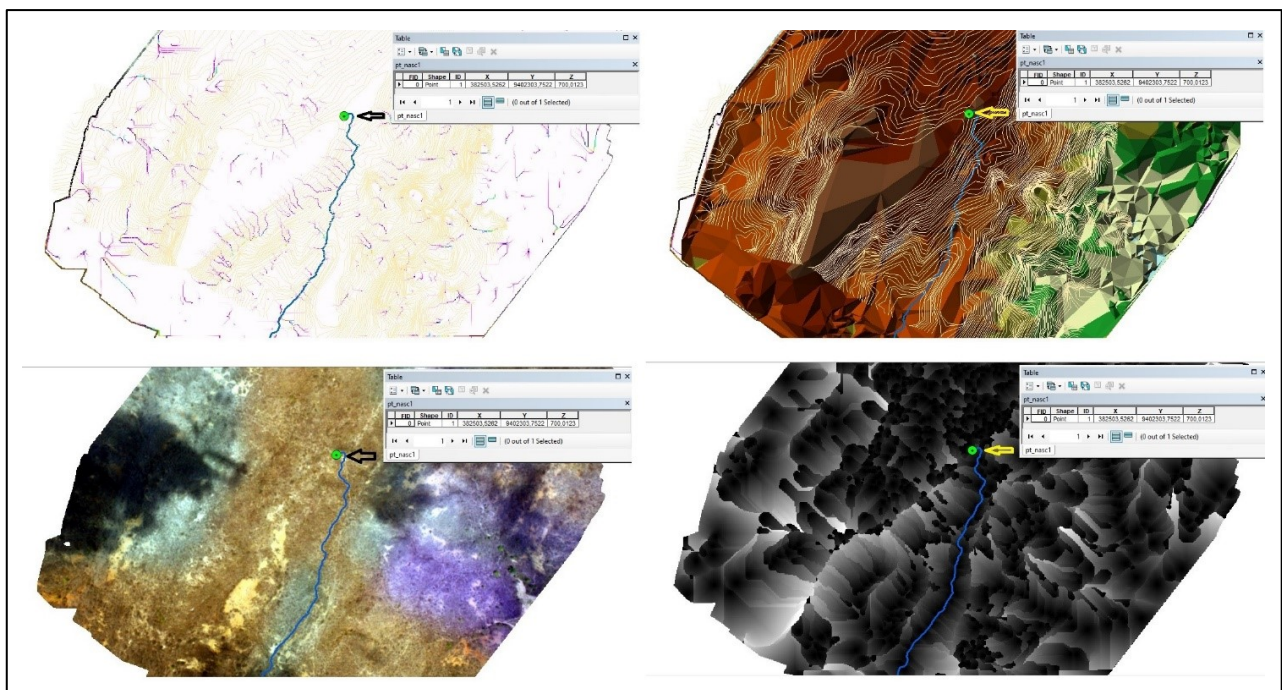 Table
pt_nasc1
FID Shape ID X Y Z
0 Point 1 382503,5262 9402303,7522 700,0123
1 (0 out of 1 Selected)
pt_nasc1
Table
pt_nasc1
FID Shape ID X Y Z
0 Point 1 382503,5262 9402303,7522 700,0123
1 (0 out of 1 Selected)
pt_nasc1
Table
pt_nasc1
FID Shape ID X Y Z
0 Point 1 382503,5262 9402303,7522 700,0123
1 (0 out of 1 Selected)
pt_nasc1
Table
pt_nasc1
FID Shape ID X Y Z
0 Point 1 382503,5262 9402303,7522 700,0123
1 (0 out of 1 Selected)
pt_nasc1